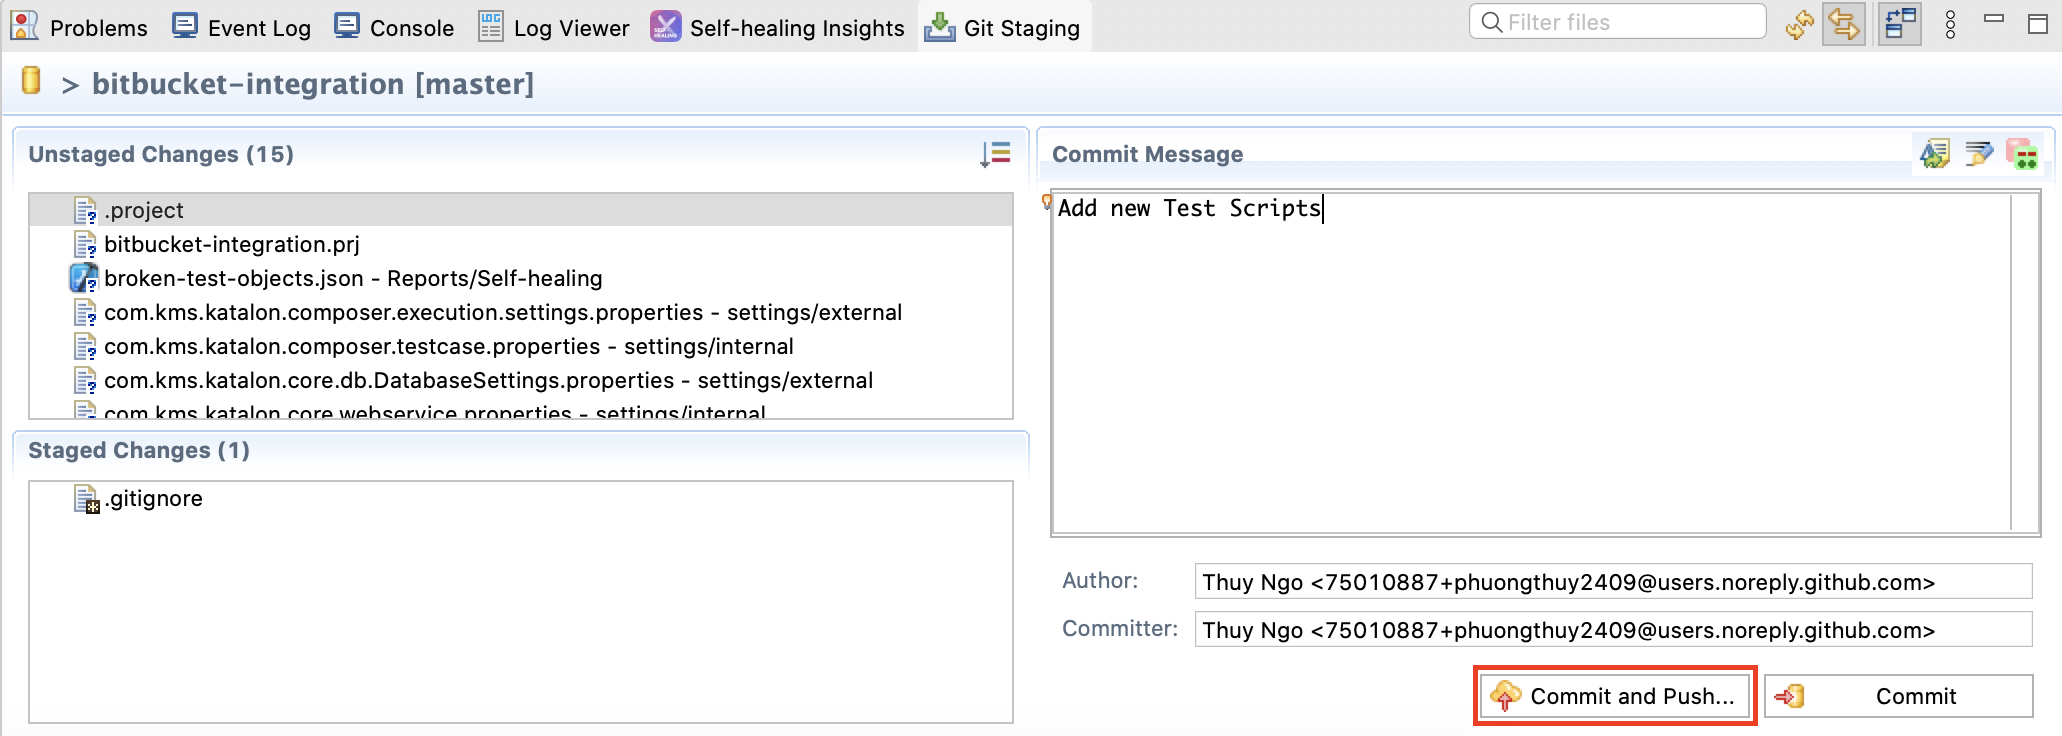 Problems Event Log Console Log Viewer Self-healing Insights Git Staging Filter files
> bitbucket-integration [master]
Unstaged Changes (15)
.project
bitbucket-integration.prj
broken-test-objects.json - Reports/Self-healing
com.kms.katalon.composer.execution.settings.properties - settings/external
com.kms.katalon.composer.testcase.properties - settings/internal
com.kms.katalon.core.db.DatabaseSettings.properties - settings/external
com.kms.katalon.core.webservice.properties - settings/internal
Staged Changes (1)
.gitignore
Commit Message
Add new Test Scripts
Author: Thuy Ngo <75010887+phuongthuy2409@users.noreply.github.com>
Committer: Thuy Ngo <75010887+phuongthuy2409@users.noreply.github.com>
Commit and Push... Commit